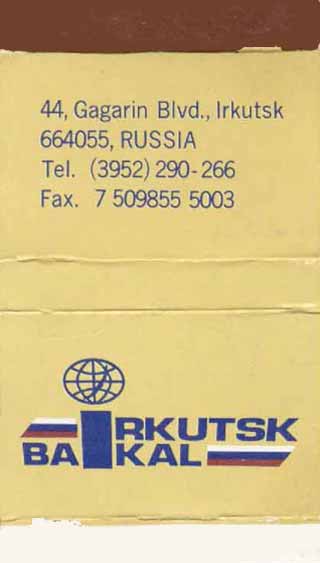 44, Gagarin Blvd., Irkutsk
664055, RUSSIA
Tel. (3952) 290-266
Fax. 7 509855 5003
IRKUTSK
BAIKAL